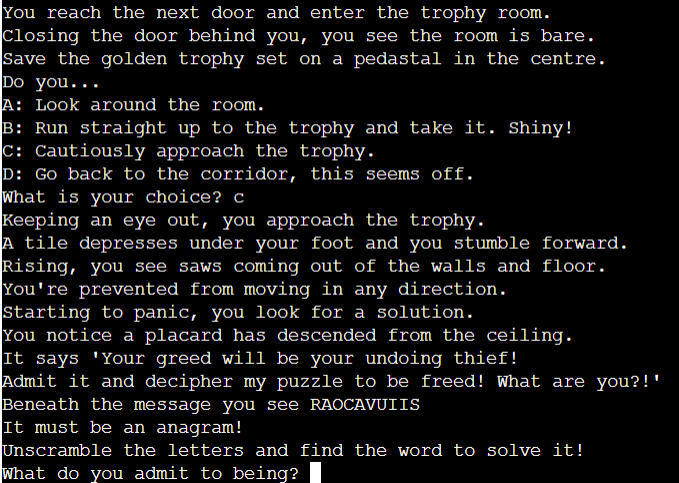 You reach the next door and enter the trophy room.
Closing the door behind you, you see the room is bare.
Save the golden trophy set on a pedastal in the centre.
Do you...
A: Look around the room.
B: Run straight up to the trophy and take it. Shiny!
C: Cautiously approach the trophy.
D: Go back to the corridor, this seems off.
What is your choice? c
Keeping an eye out, you approach the trophy.
A tile depresses under your foot and you stumble forward.
Rising, you see saws coming out of the walls and floor.
You're prevented from moving in any direction.
Starting to panic, you look for a solution.
You notice a placard has descended from the ceiling.
It says 'Your greed will be your undoing thief!
Admit it and decipher my puzzle to be freed! What are you?!'
Beneath the message you see RAOCAVUIIS
It must be an anagram!
Unscramble the letters and find the word to solve it!
What do you admit to being?